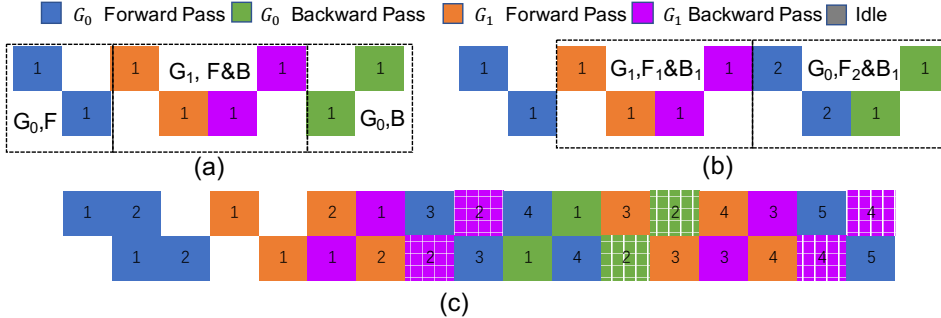 G₀ Forward Pass G₀ Backward Pass G₁ Forward Pass G₁ Backward Pass Idle
1 1 G₁, F&B 1 1 1 G₁,F₁&B₁ 1 2 G₀,F₂&B₁ 1
G₀,F 1 1 1 1 G₀,B 1 1 1 2 1
(a) (b)
1 2 1 2 1 3 2 4 1 3 2 4 3 5 4
1 2 1 1 2 2 3 1 4 2 3 3 4 4 5
(c)